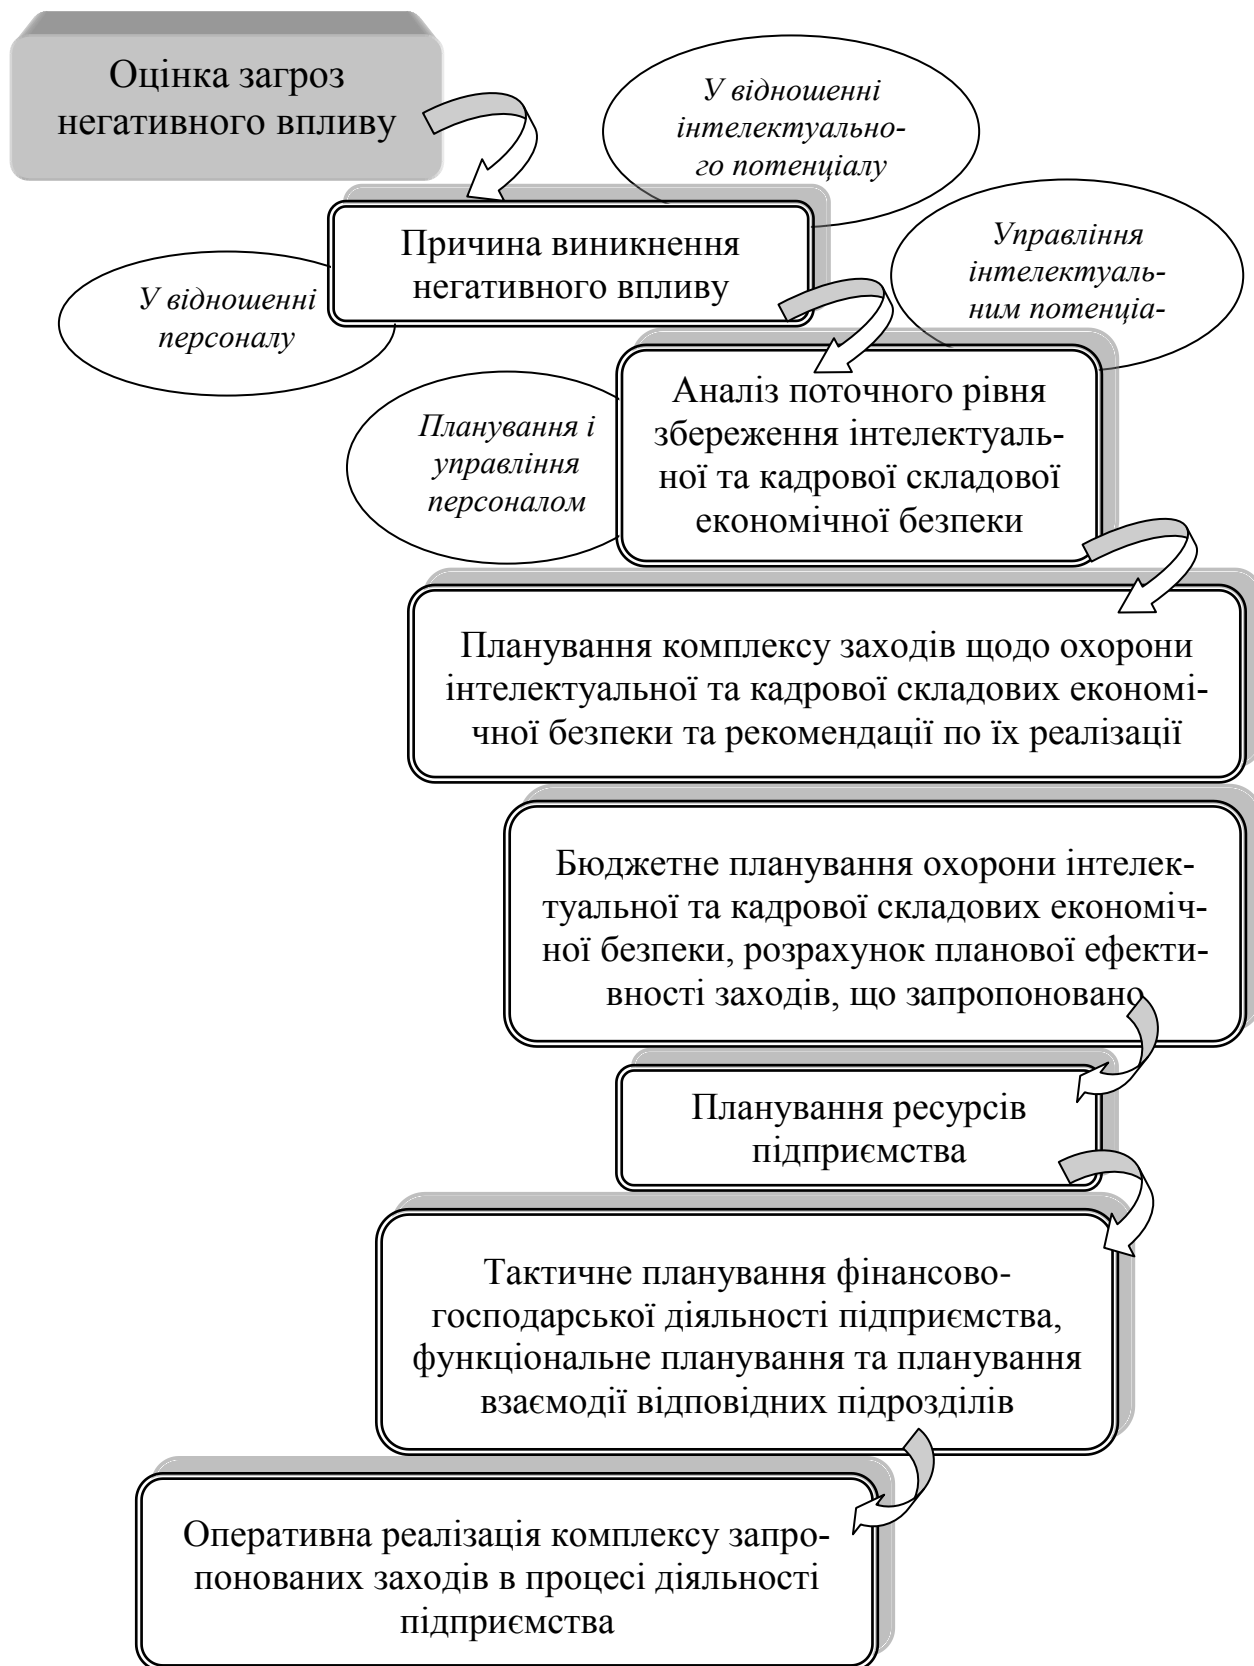 Оцінка загроз
негативного впливу
У відношенні
інтелектуально-
го потенціалу
Причина виникнення
негативного впливу
У відношенні
персоналу
Управління
інтелектуаль-
ним потенціа-
Аналіз поточного рівня
збереження інтелектуаль-
ної та кадрової складової
економічної безпеки
Планування і
управління
персоналом
Планування комплексу заходів щодо охорони
інтелектуальної та кадрової складових економі-
чної безпеки та рекомендації по їх реалізації
Бюджетне планування охорони інтелек-
туальної та кадрової складових економіч-
ної безпеки, розрахунок планової ефекти-
вності заходів, що запропоновано
Планування ресурсів
підприємства
Тактичне планування фінансово-
господарської діяльності підприємства,
функціональне планування та планування
взаємодії відповідних підрозділів
Оперативна реалізація комплексу запро-
понованих заходів в процесі діяльності
підприємства